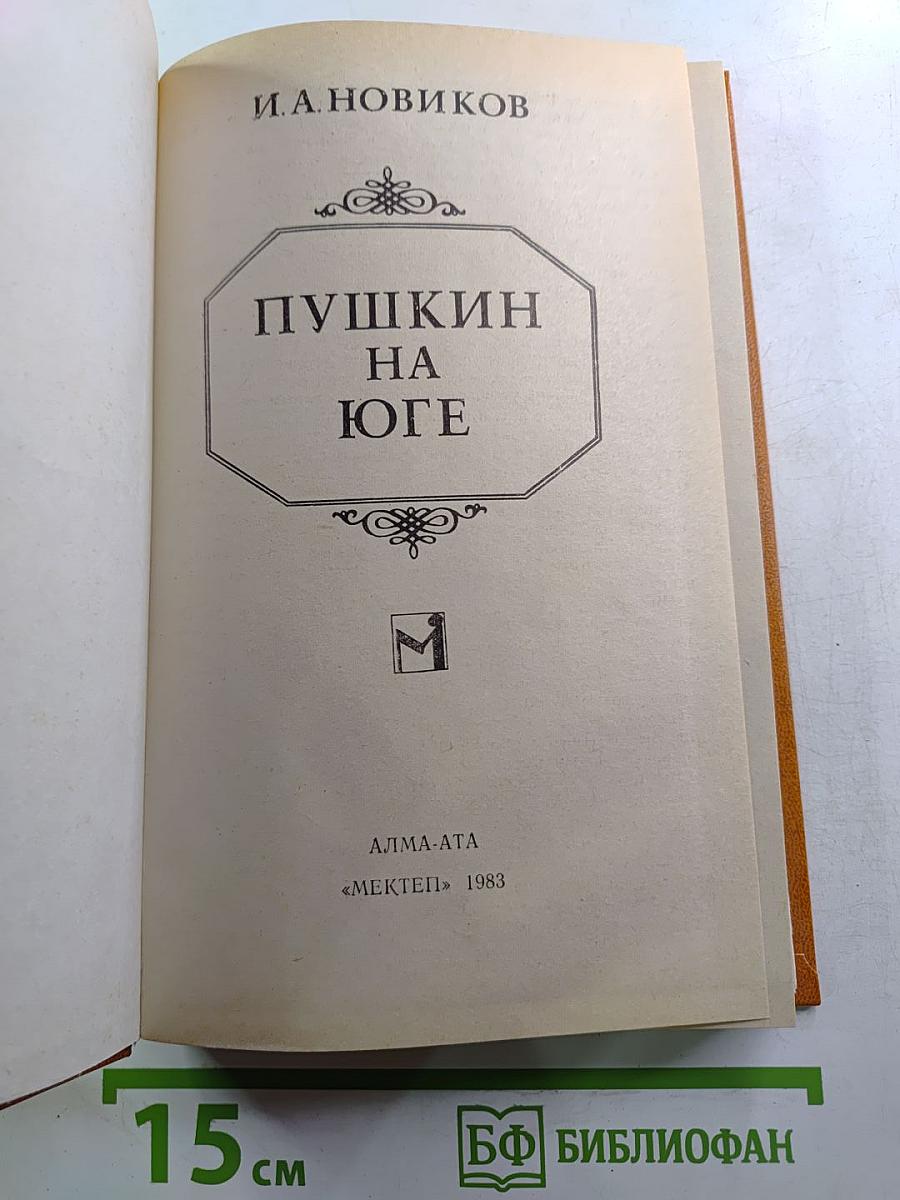 И. А. НОВИКОВ
ПУШКИН
НА
ЮГЕ
М
АЛМА-АТА
«МЕКТЕП» 1983
15 см
БФ БИБЛИОФАН